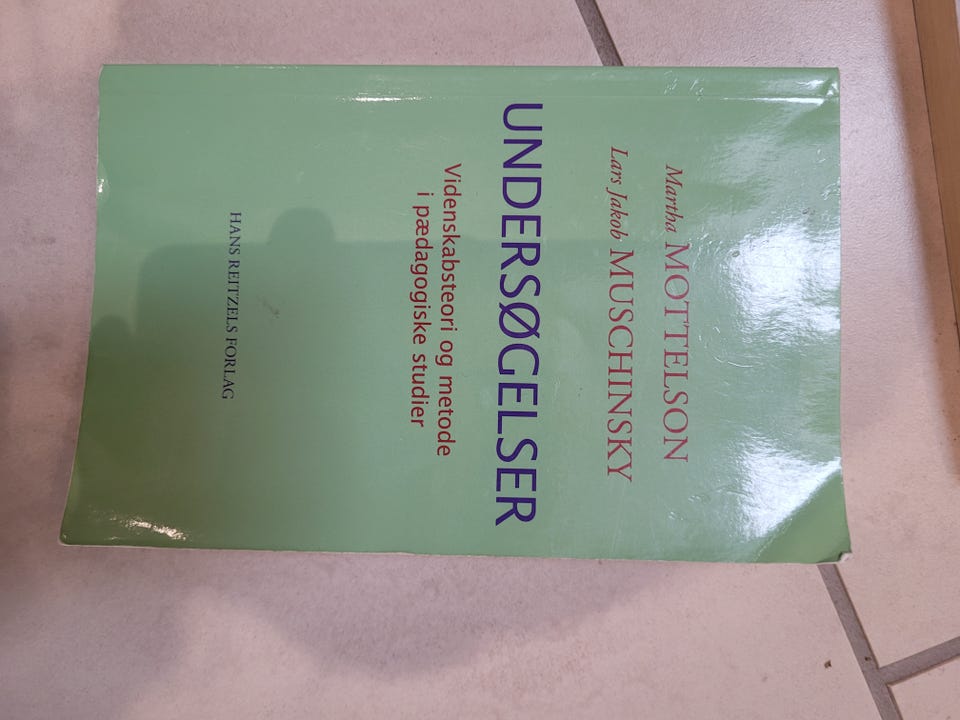 Martha MOTTELSON
Lars Jakob MUSCHINSKY
UNDERSØGELSER
Videnskabsteori og metode
i pædagogiske studier
HANS REITZELS FORLAG